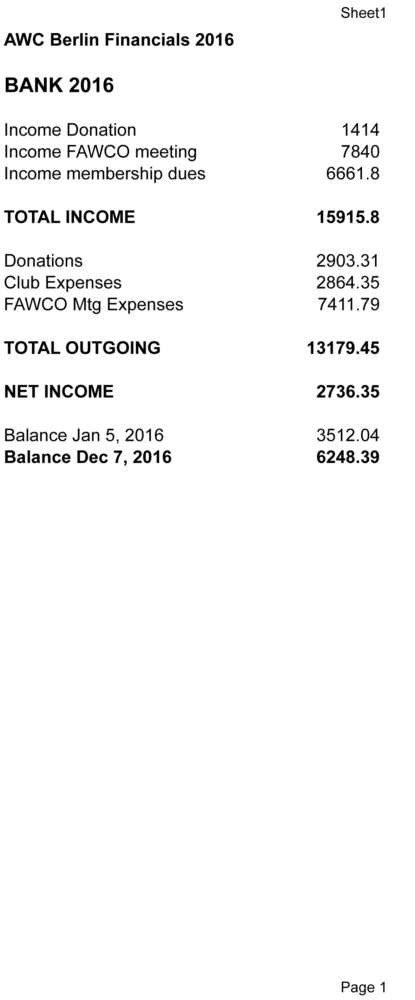 Sheet1
AWC Berlin Financials 2016
BANK 2016
Income Donation 1414
Income FAWCO meeting 7840
Income membership dues 6661.8
TOTAL INCOME 15915.8
Donations 2903.31
Club Expenses 2864.35
FAWCO Mtg Expenses 7411.79
TOTAL OUTGOING 13179.45
NET INCOME 2736.35
Balance Jan 5, 2016 3512.04
Balance Dec 7, 2016 6248.39
Page 1